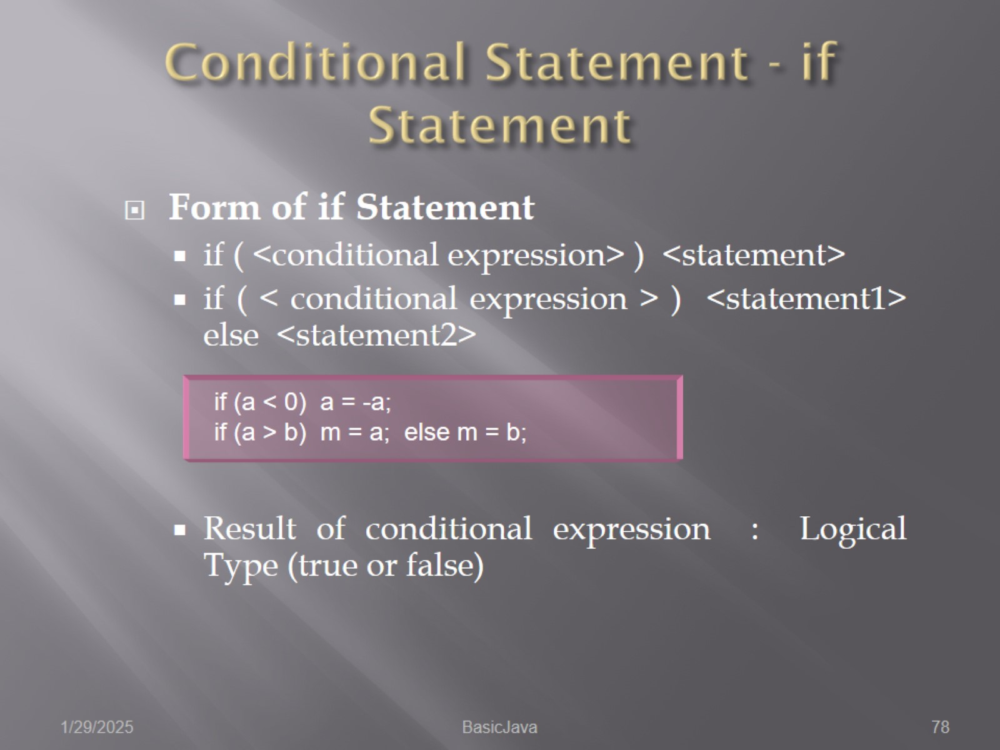 Conditional Statement - if
Statement
Form of if Statement
if ( <conditional expression> ) <statement>
if ( < conditional expression > ) <statement1>
else <statement2>
if (a < 0) a = -a;
if (a > b) m = a; else m = b;
Result of conditional expression : Logical
Type (true or false)
1/29/2025 BasicJava 78